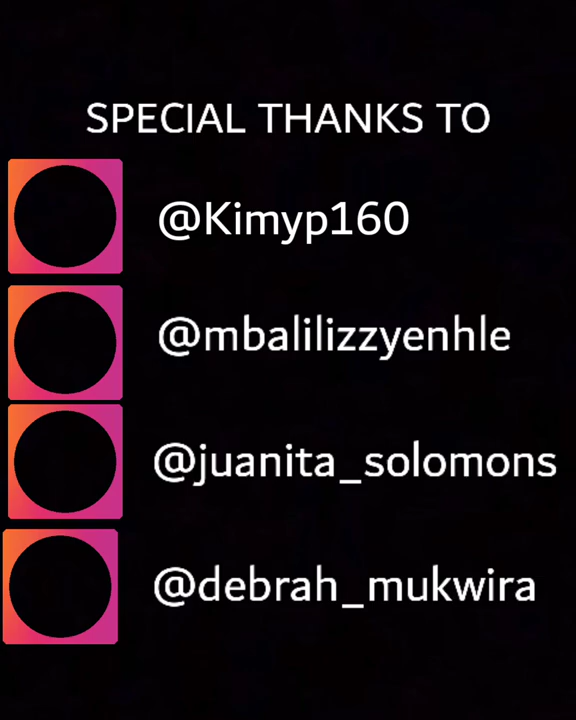 SPECIAL THANKS TO
@Kimyp160
@mbalilizzyenhle
@juanita_solomons
@debrah_mukwira